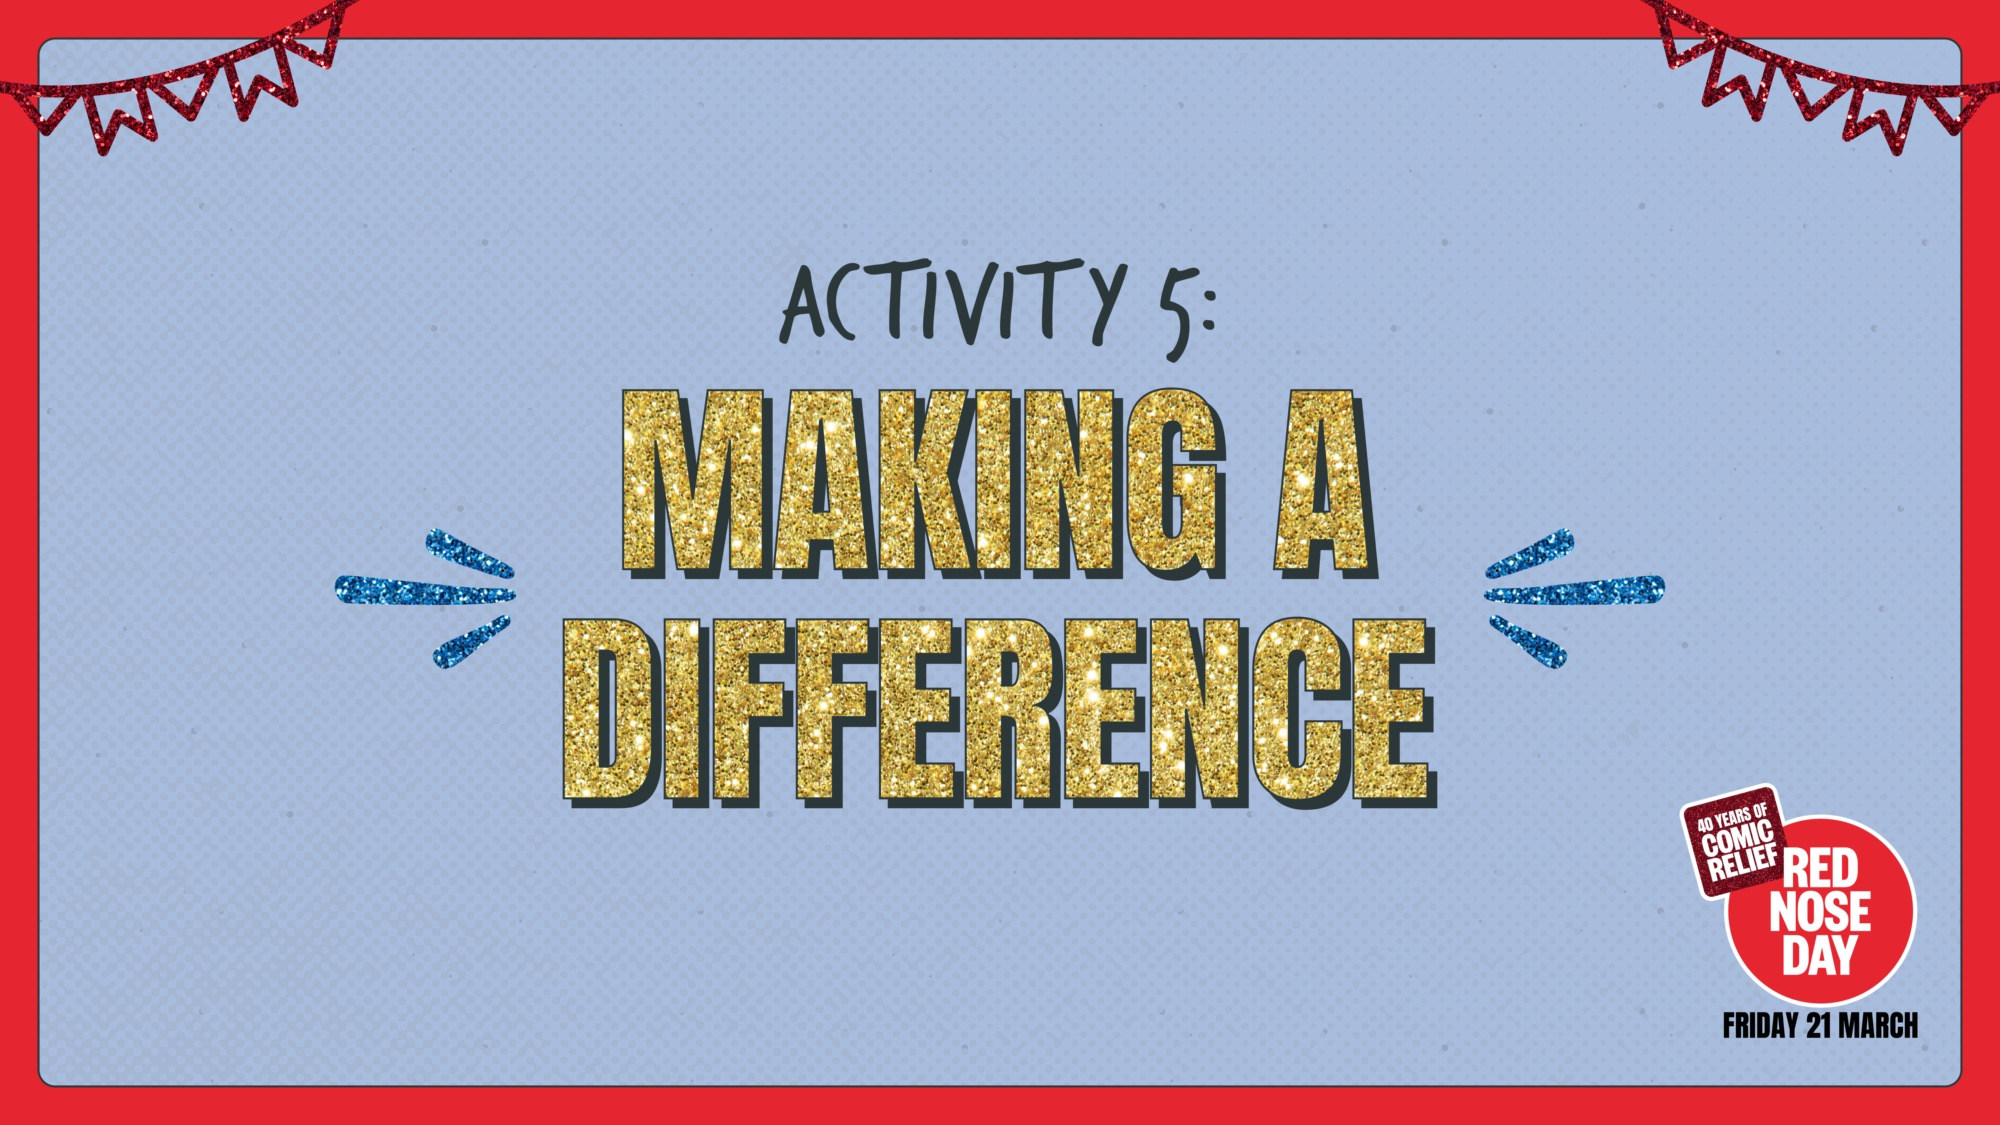 ACTIVITY 5:
MAKING A
DIFFERENCE
40 YEARS OF
COMIC
RELIEF
RED
NOSE
DAY
FRIDAY 21 MARCH